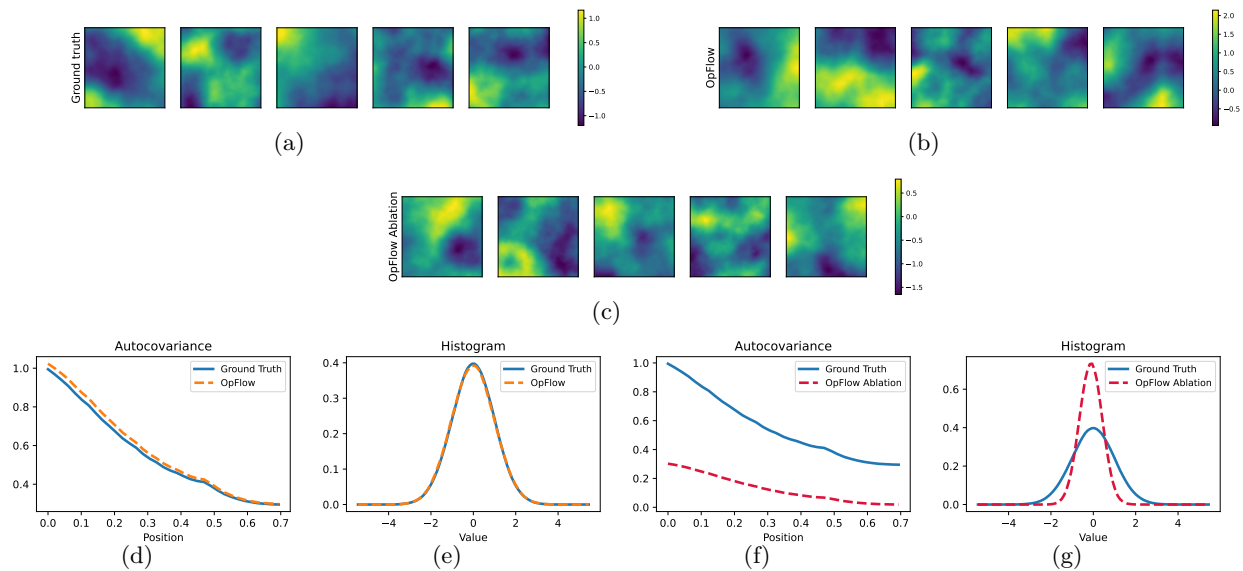 Ground truth
1.0
0.5
0.0
−0.5
−1.0
(a)
OpFlow
2.0
1.5
1.0
0.5
0.0
−0.5
(b)
OpFlow Ablation
0.5
0.0
−0.5
−1.0
−1.5
(c)
Autocovariance
Ground Truth
OpFlow
1.0
0.8
0.6
0.4
0.0 0.1 0.2 0.3 0.4 0.5 0.6 0.7
Position
(d)
Histogram
Ground Truth
OpFlow
0.4
0.3
0.2
0.1
0.0
−4 −2 0 2 4
Value
(e)
Autocovariance
Ground Truth
OpFlow Ablation
1.0
0.8
0.6
0.4
0.2
0.0
0.0 0.1 0.2 0.3 0.4 0.5 0.6 0.7
Position
(f)
Histogram
Ground Truth
OpFlow Ablation
0.6
0.4
0.2
0.0
−4 −2 0 2 4
Value
(g)